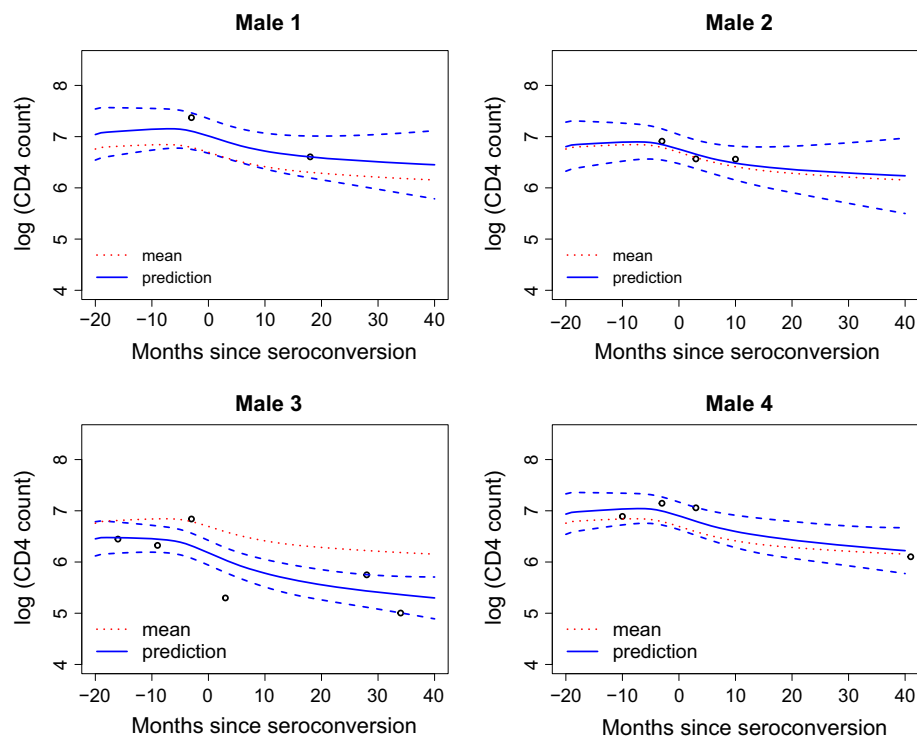 Male 1
log (CD4 count)
8
7
6
5
4
mean
prediction
−20 −10 0 10 20 30 40
Months since seroconversion
Male 2
log (CD4 count)
8
7
6
5
4
mean
prediction
−20 −10 0 10 20 30 40
Months since seroconversion
Male 3
log (CD4 count)
8
7
6
5
4
mean
prediction
−20 −10 0 10 20 30 40
Months since seroconversion
Male 4
log (CD4 count)
8
7
6
5
4
mean
prediction
−20 −10 0 10 20 30 40
Months since seroconversion